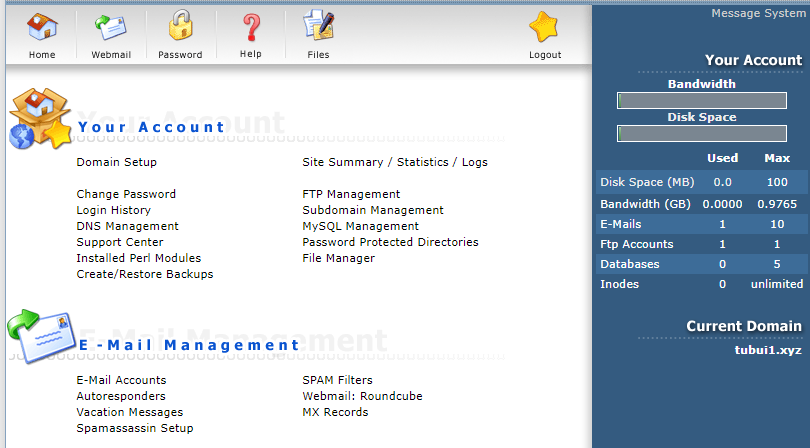 Home Webmail Password Help Files Logout
Your Account
Domain Setup Site Summary / Statistics / Logs
Change Password FTP Management
Login History Subdomain Management
DNS Management MySQL Management
Support Center Password Protected Directories
Installed Perl Modules File Manager
Create/Restore Backups
E-Mail Management
E-Mail Accounts SPAM Filters
Autoresponders Webmail: Roundcube
Vacation Messages MX Records
Spamassassin Setup
Message System
Your Account
Bandwidth
Disk Space
Used Max
Disk Space (MB) 0.0 100
Bandwidth (GB) 0.0000 0.9765
E-Mails 1 10
Ftp Accounts 1 1
Databases 0 5
Inodes 0 unlimited
Current Domain
tubui1.xyz